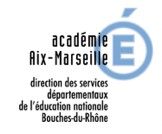 académie
Aix-Marseille
direction des services
départementaux
de l'éducation nationale
Bouches-du-Rhône